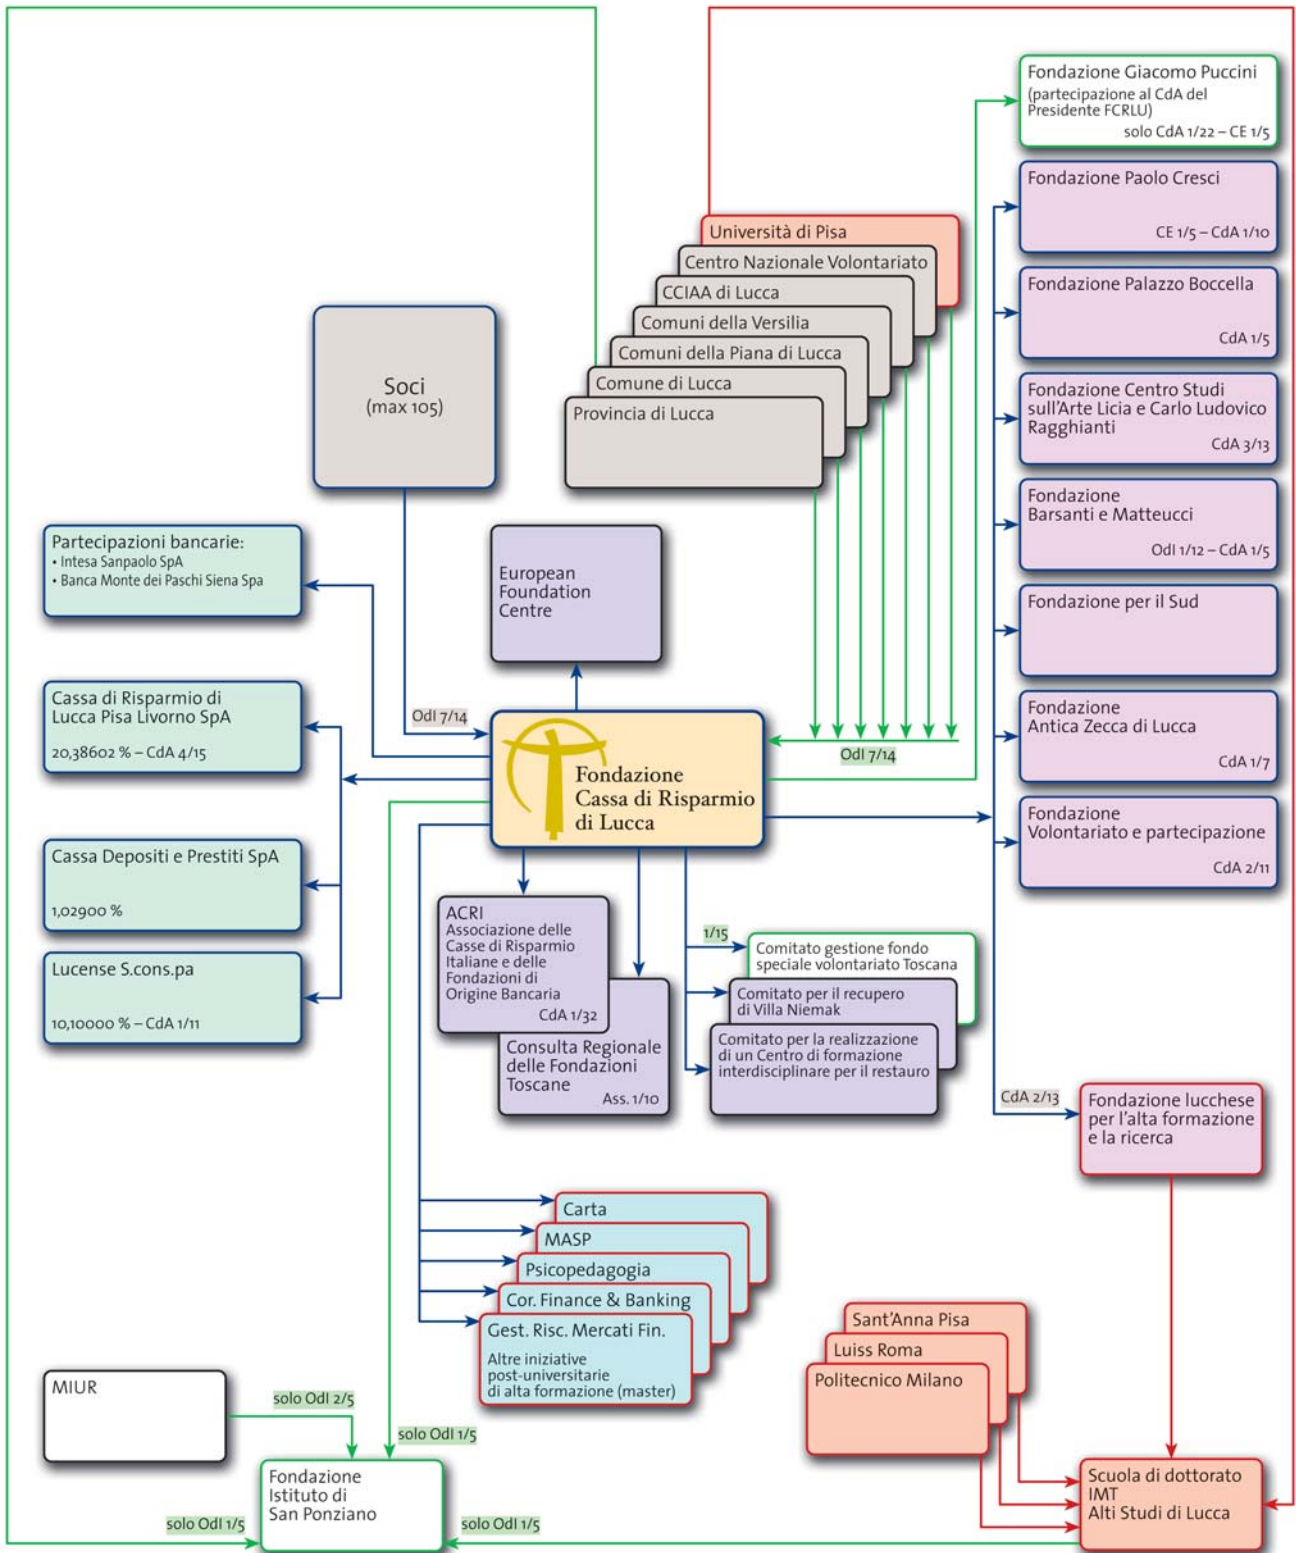 Fondazione Giacomo Puccini
(partecipazione al CdA del
Presidente FCRLU)
solo CdA 1/22 – CE 1/5
Fondazione Paolo Cresci
CE 1/5 – CdA 1/10
Fondazione Palazzo Boccella
CdA 1/5
Fondazione Centro Studi
sull'Arte Licia e Carlo Ludovico
Ragghianti
CdA 3/13
Fondazione
Barsanti e Matteucci
OdI 1/12 – CdA 1/5
Fondazione per il Sud
Fondazione
Antica Zecca di Lucca
CdA 1/7
Fondazione
Volontariato e partecipazione
CdA 2/11
Università di Pisa
Centro Nazionale Volontariato
CCIAA di Lucca
Comuni della Versilia
Comuni della Piana di Lucca
Comune di Lucca
Provincia di Lucca
Soci
(max 105)
Partecipazioni bancarie:
• Intesa Sanpaolo SpA
• Banca Monte dei Paschi Siena Spa
European
Foundation
Centre
Cassa di Risparmio di
Lucca Pisa Livorno SpA
20,38602 % – CdA 4/15
OdI 7/14
OdI 7/14
Fondazione
Cassa di Risparmio
di Lucca
Cassa Depositi e Prestiti SpA
1,02900 %
Lucense S.cons.pa
10,10000 % – CdA 1/11
ACRI
Associazione delle
Casse di Risparmio
Italiane e delle
Fondazioni di
Origine Bancaria
CdA 1/32
Consulta Regionale
delle Fondazioni
Toscane
Ass. 1/10
1/15
Comitato gestione fondo
speciale volontariato Toscana
Comitato per il recupero
di Villa Niemak
Comitato per la realizzazione
di un Centro di formazione
interdisciplinare per il restauro
CdA 2/13
Fondazione lucchese
per l'alta formazione
e la ricerca
Carta
MASP
Psicopedagogia
Cor. Finance & Banking
Gest. Risc. Mercati Fin.
Altre iniziative
post-universitarie
di alta formazione (master)
Sant'Anna Pisa
Luiss Roma
Politecnico Milano
MIUR
solo OdI 2/5
solo OdI 1/5
Fondazione
Istituto di
San Ponziano
solo OdI 1/5
solo OdI 1/5
Scuola di dottorato
IMT
Alti Studi di Lucca